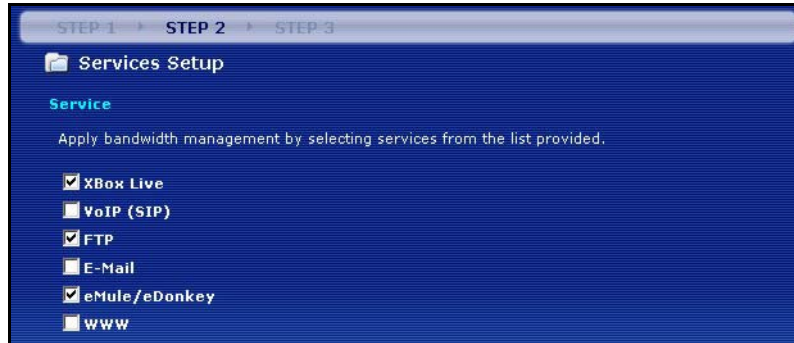 STEP 1 STEP 2 STEP 3
Services Setup
Service
Apply bandwidth management by selecting services from the list provided.
XBox Live
VoIP (SIP)
FTP
E-Mail
eMule/eDonkey
WWW